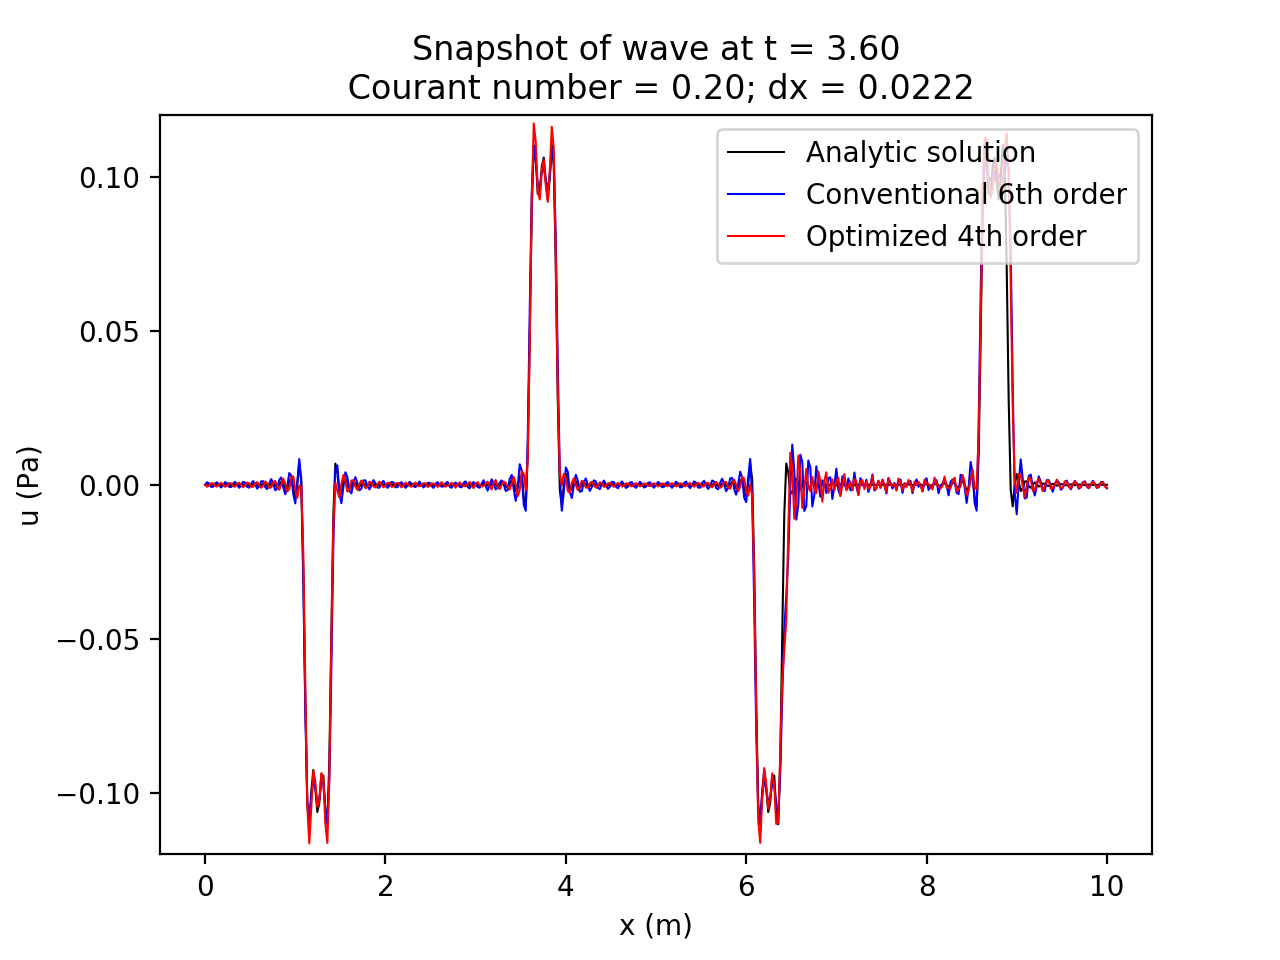 Snapshot of wave at t = 3.60
Courant number = 0.20; dx = 0.0222
Analytic solution
Conventional 6th order
Optimized 4th order
0.10
0.05
0.00
−0.05
−0.10
u (Pa)
0 2 4 6 8 10
x (m)